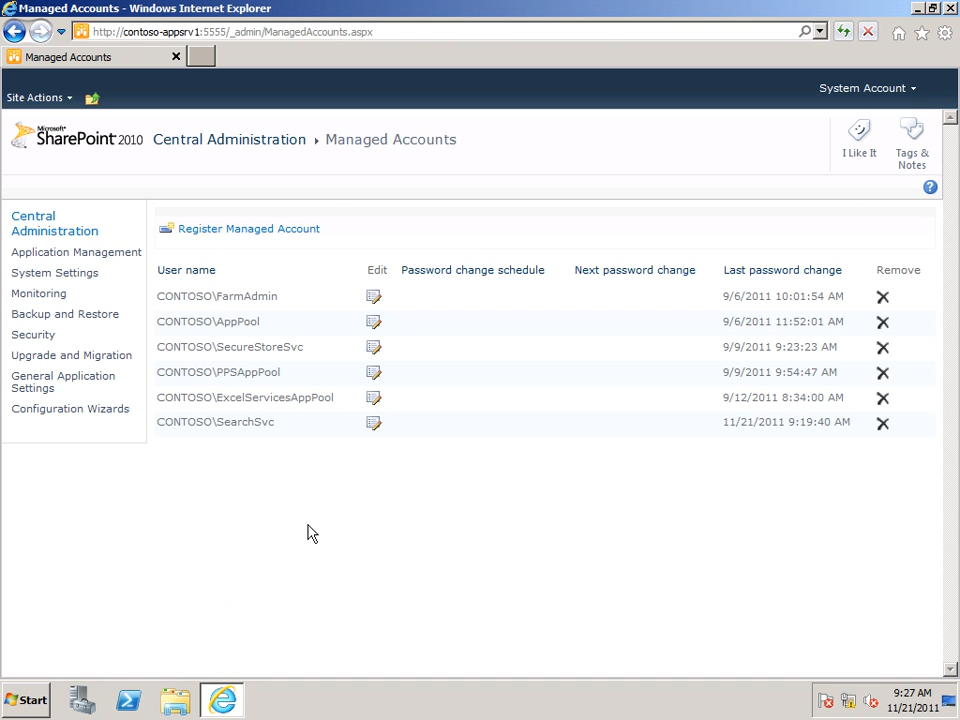 Managed Accounts - Windows Internet Explorer
http://contoso-appsrv1:5555/_admin/ManagedAccounts.aspx
Managed Accounts
System Account
Site Actions
Microsoft
SharePoint 2010
Central Administration ▸ Managed Accounts
I Like It
Tags & Notes
Central Administration
Application Management
System Settings
Monitoring
Backup and Restore
Security
Upgrade and Migration
General Application Settings
Configuration Wizards
Register Managed Account
User name Edit Password change schedule Next password change Last password change Remove
CONTOSO\FarmAdmin 9/6/2011 10:01:54 AM
CONTOSO\AppPool 9/6/2011 11:52:01 AM
CONTOSO\SecureStoreSvc 9/9/2011 9:23:23 AM
CONTOSO\PPSAppPool 9/9/2011 9:54:47 AM
CONTOSO\ExcelServicesAppPool 9/12/2011 8:34:00 AM
CONTOSO\SearchSvc 11/21/2011 9:19:40 AM
Start
9:27 AM
11/21/2011